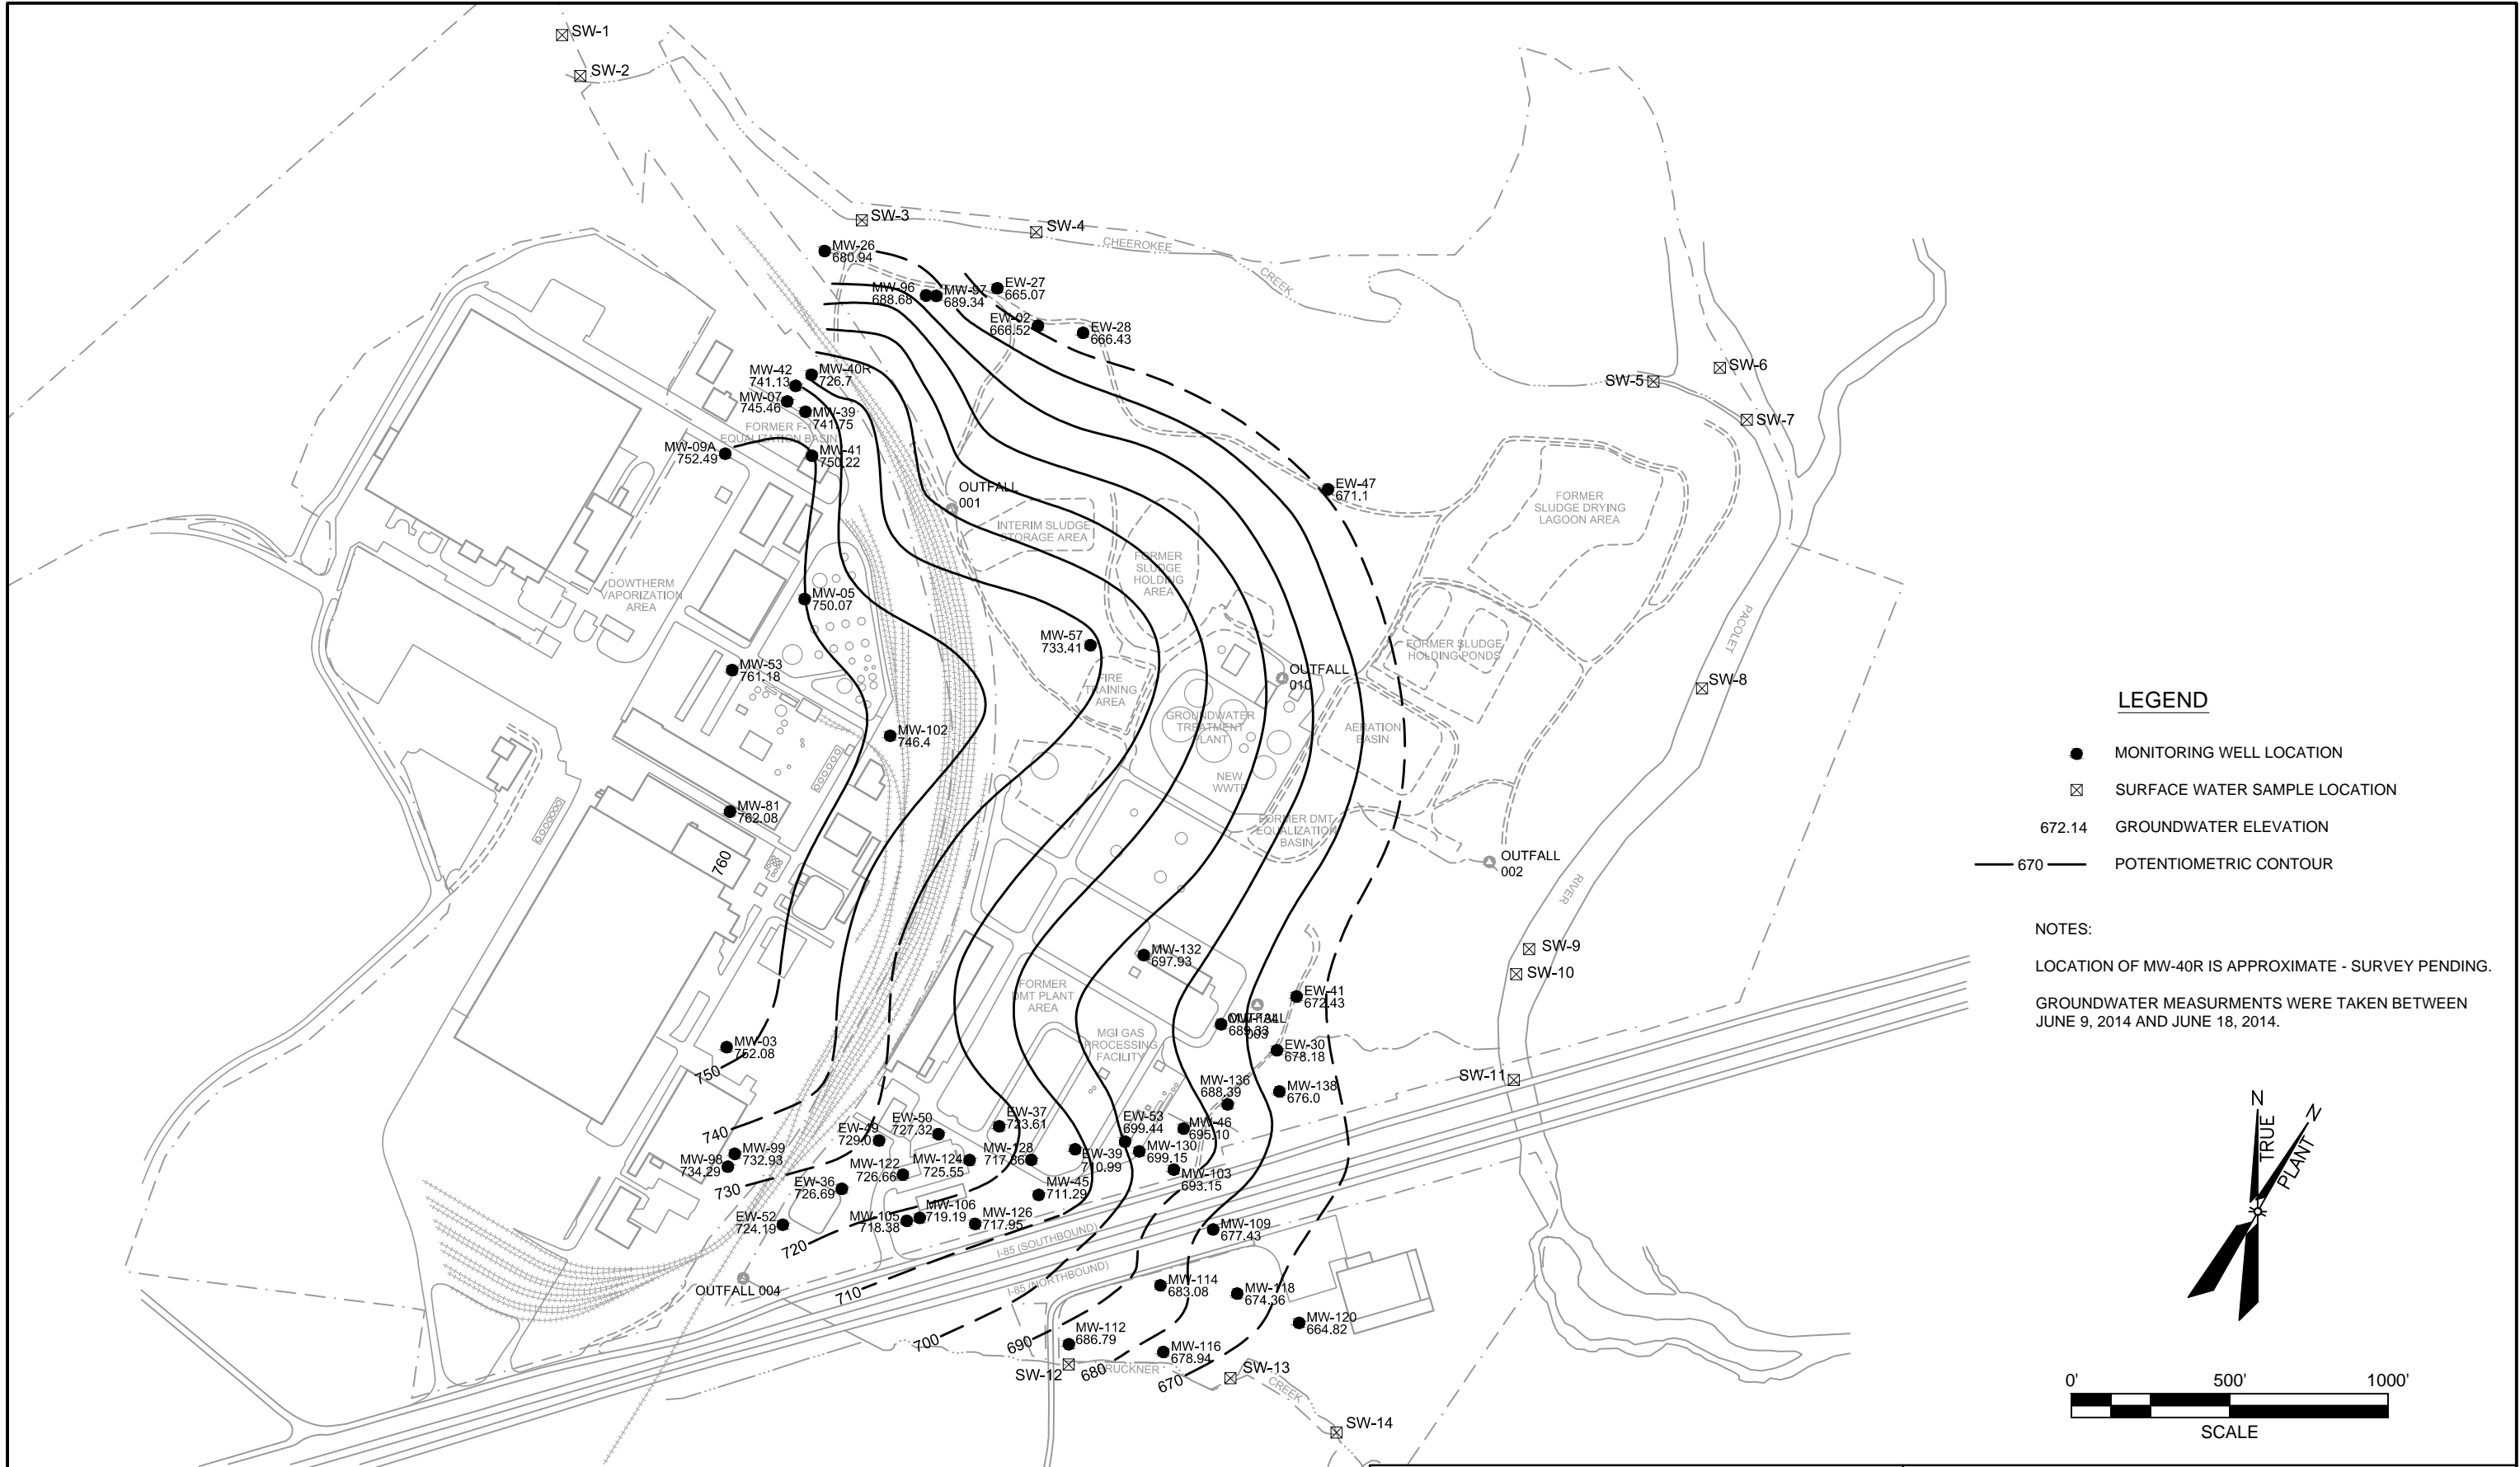 SW-1
SW-2
SW-3
SW-4
CHEEROKEE
CREEK
MW-26
680.94
MW-96
688.68
MW-97
689.34
EW-27
665.07
EW-02
666.52
EW-28
666.43
SW-5
SW-6
SW-7
MW-42
741.13
MW-40R
726.7
MW-07
745.46
MW-39
741.75
FORMER F-
EQUALIZATION BASIN
MW-09A
752.49
MW-41
750.22
OUTFALL
001
EW-47
671.1
INTERIM SLUDGE
STORAGE AREA
FORMER
SLUDGE
HOLDING
AREA
FORMER
SLUDGE DRYING
LAGOON AREA
DOWTHERM
VAPORIZATION
AREA
MW-05
750.07
MW-57
733.41
MW-53
761.18
FIRE
TRAINING
AREA
OUTFALL
010
FORMER SLUDGE
HOLDING PONDS
PACOLET
SW-8
MW-102
746.4
GROUNDWATER
TREATMENT
PLANT
AERATION
BASIN
NEW
WWTP
MW-81
762.08
760
FORMER DMT
EQUALIZATION
BASIN
OUTFALL
002
RIVER
MW-132
697.93
SW-9
SW-10
FORMER
DMT PLANT
AREA
EW-41
672.43
OUTFALL
003
689.33
MGI GAS
PROCESSING
FACILITY
MW-03
752.08
750
EW-30
678.18
SW-11
MW-136
688.39
MW-138
676.0
740
EW-49
729.0
EW-50
727.32
EW-37
723.61
EW-53
699.44
MW-46
695.10
MW-99
732.93
MW-98
734.29
MW-122
726.66
MW-124
725.55
MW-128
717.36
EW-39
710.99
MW-130
699.15
MW-103
693.15
730
EW-36
726.69
MW-45
711.29
EW-52
724.19
MW-105
718.38
MW-106
719.19
MW-126
717.95
MW-109
677.43
720
I-85 (SOUTHBOUND)
I-85 (NORTHBOUND)
OUTFALL 004
710
MW-114
683.08
MW-118
674.36
MW-120
664.82
700
690
MW-112
686.79
MW-116
678.94
SW-12
680
RUCKNER
670
SW-13
CREEK
SW-14
LEGEND
MONITORING WELL LOCATION
SURFACE WATER SAMPLE LOCATION
672.14 GROUNDWATER ELEVATION
670 POTENTIOMETRIC CONTOUR
NOTES:
LOCATION OF MW-40R IS APPROXIMATE - SURVEY PENDING.
GROUNDWATER MEASURMENTS WERE TAKEN BETWEEN
JUNE 9, 2014 AND JUNE 18, 2014.
N
TRUE
N
PLANT
0' 500' 1000'
SCALE